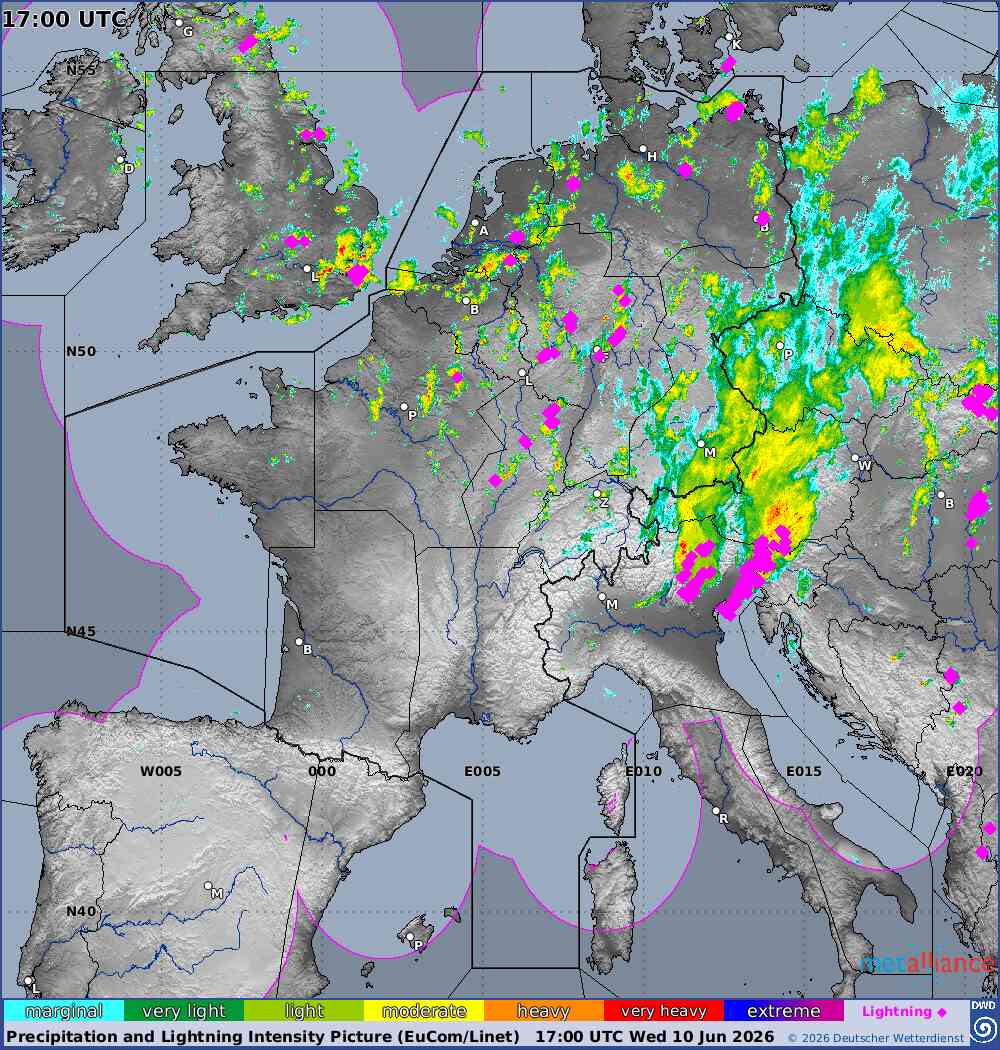 17:00 UTC
G
K
N55
H
D
A
B
L
B
N50
P
F
L
P
M
W
Z
B
M
N45
B
W005
000
E005
E010
E015
E020
R
M
N40
P
L
metalliance
marginal very light light moderate heavy very heavy extreme Lightning
DWD
Precipitation and Lightning Intensity Picture (EuCom/Linet) 17:00 UTC Wed 10 Jun 2026 © 2026 Deutscher Wetterdienst